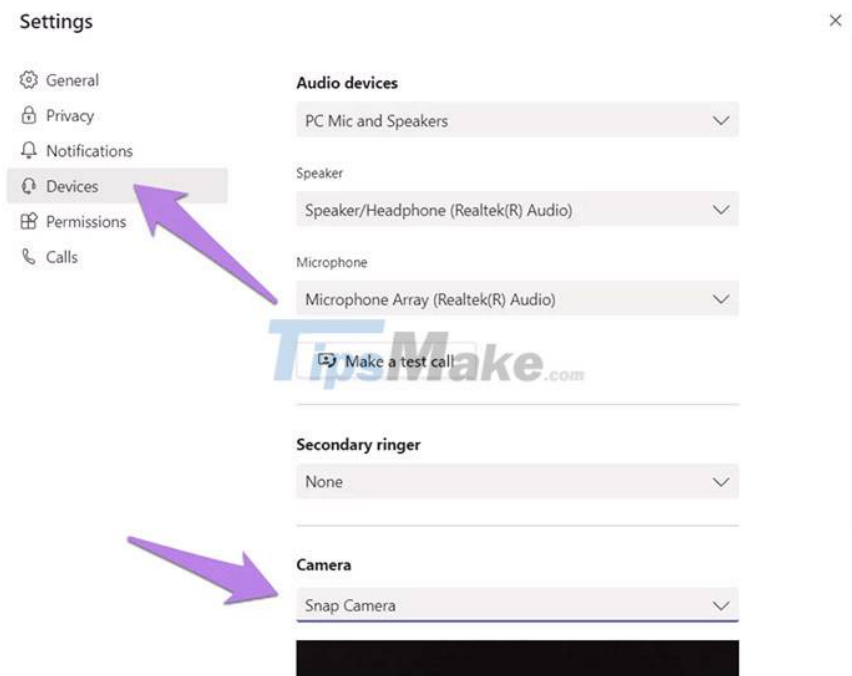 Settings
General
Privacy
Notifications
Devices
Permissions
Calls
Audio devices
PC Mic and Speakers
Speaker
Speaker/Headphone (Realtek(R) Audio)
Microphone
Microphone Array (Realtek(R) Audio)
TipsMake.com
Make a test call
Secondary ringer
None
Camera
Snap Camera